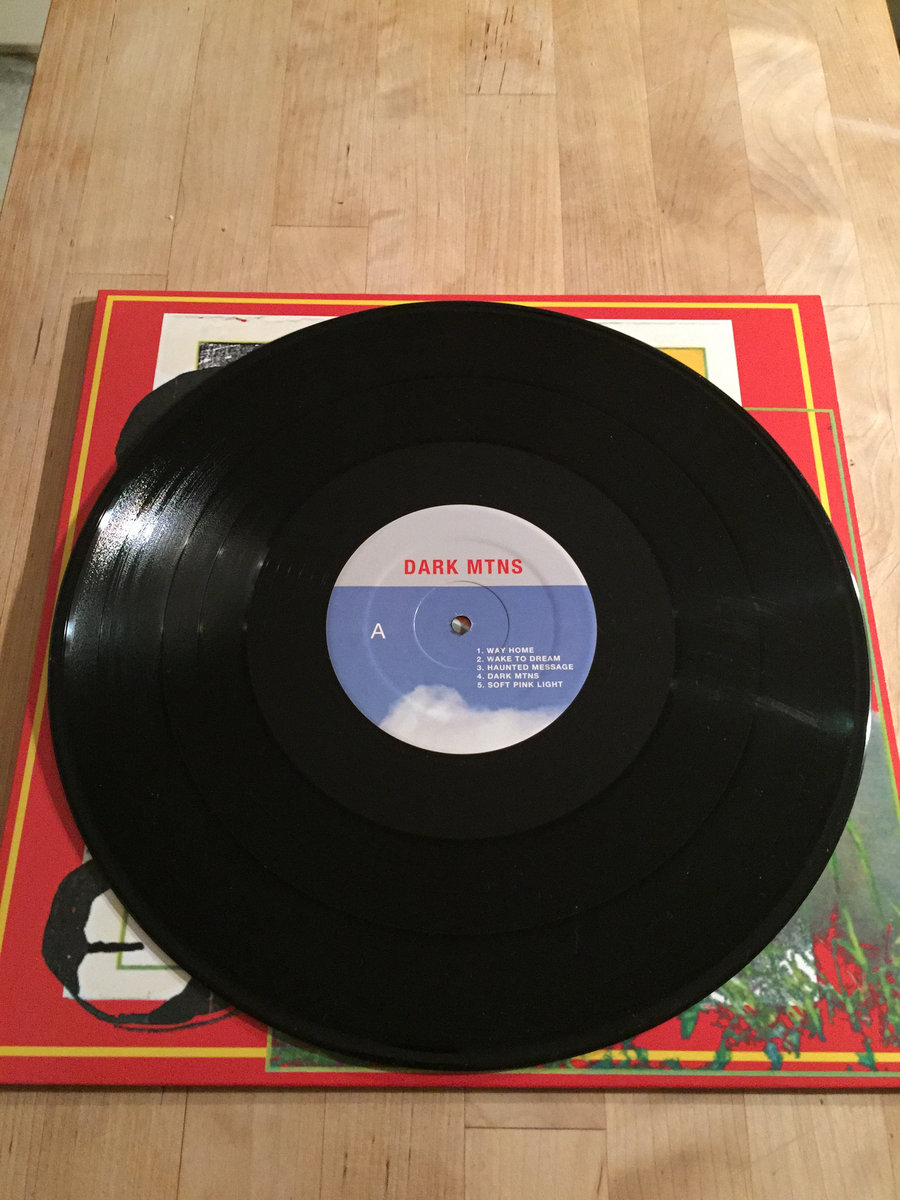 DARK MTNS
A
1. WAY HOME
2. WAKE TO DREAM
3. HAUNTED MESSAGE
4. DARK MTNS
5. SOFT PINK LIGHT